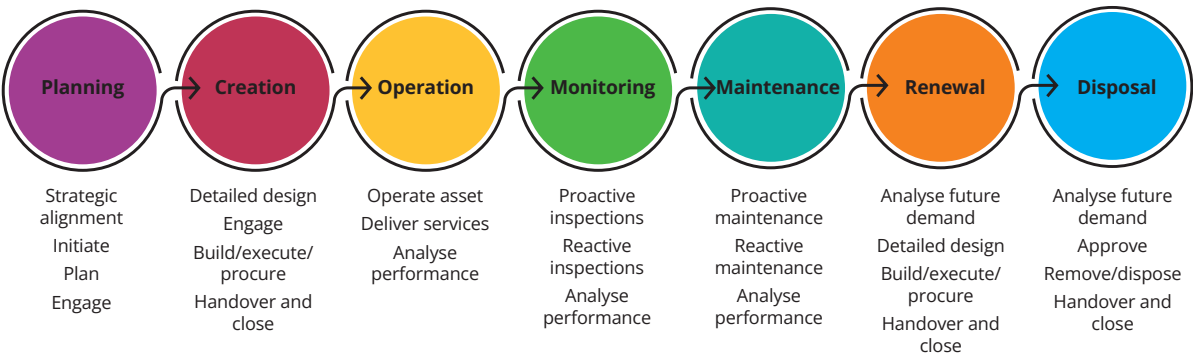 Planning
Creation
Operation
Monitoring
Maintenance
Renewal
Disposal
Strategic
alignment
Initiate
Plan
Engage
Detailed design
Engage
Build/execute/
procure
Handover and
close
Operate asset
Deliver services
Analyse
performance
Proactive
inspections
Reactive
inspections
Analyse
performance
Proactive
maintenance
Reactive
maintenance
Analyse
performance
Analyse future
demand
Detailed design
Build/execute/
procure
Handover and
close
Analyse future
demand
Approve
Remove/dispose
Handover and
close